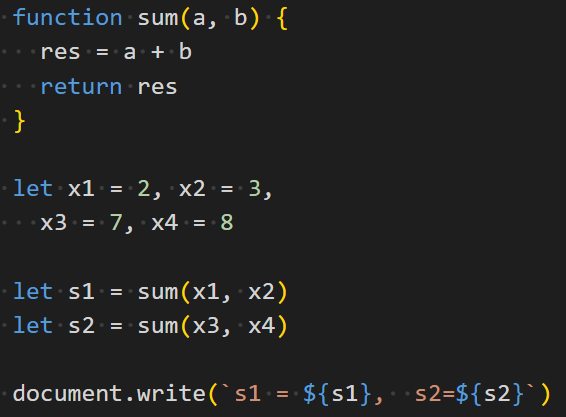 function sum(a, b) {
  res = a + b
  return res
}

let x1 = 2, x2 = 3,
  x3 = 7, x4 = 8

let s1 = sum(x1, x2)
let s2 = sum(x3, x4)

document.write(`s1 = ${s1},  s2=${s2}`)